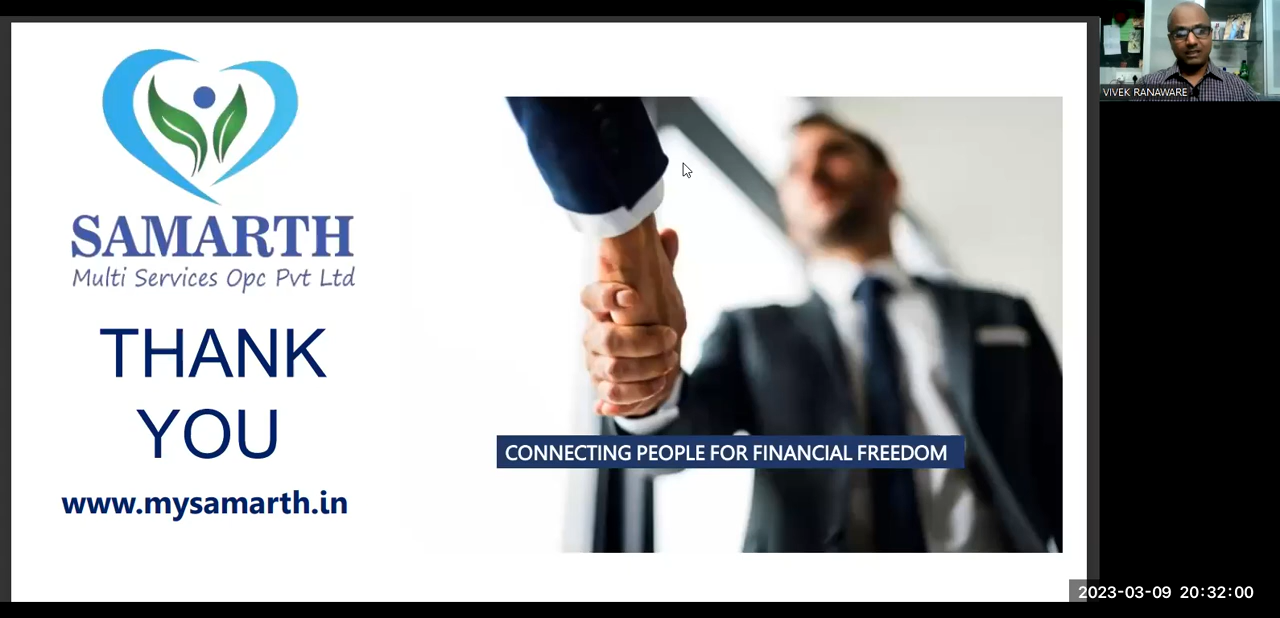 SAMARTH
Multi Services Opc Pvt Ltd
THANK
YOU
www.mysamarth.in
CONNECTING PEOPLE FOR FINANCIAL FREEDOM
VIVEK RANAWARE
2023-03-09 20:32:00